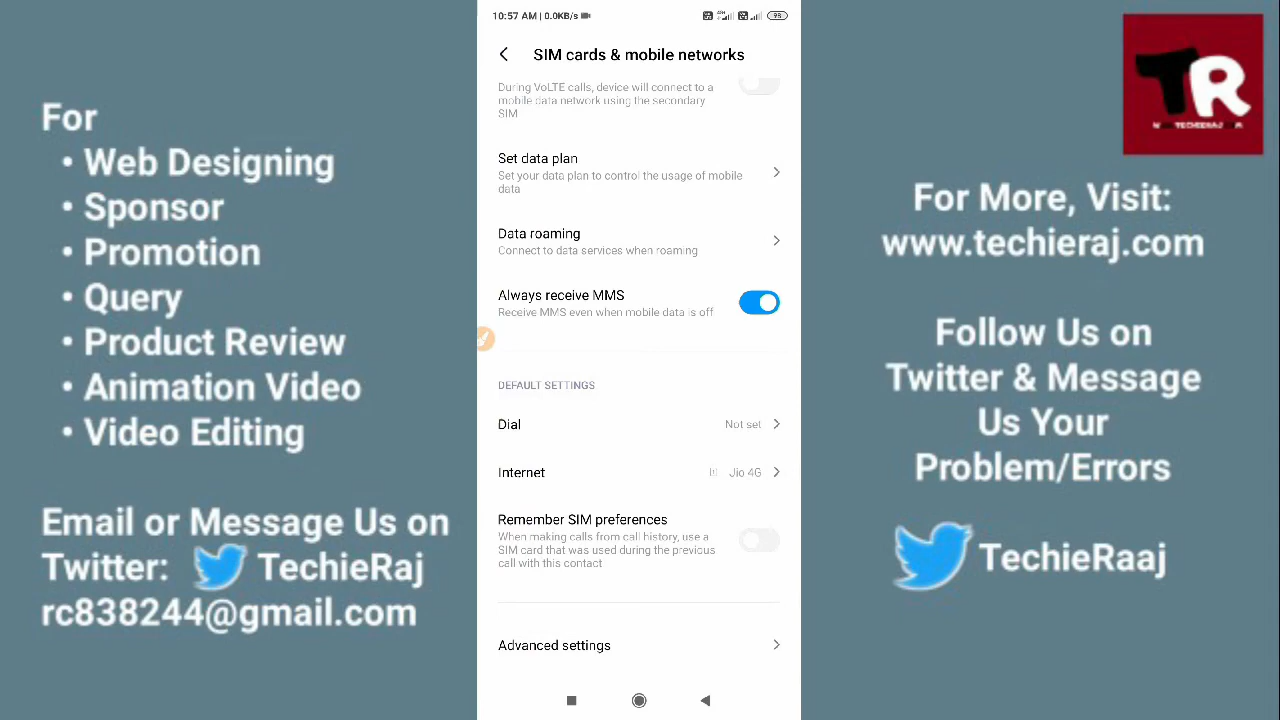 For
• Web Designing
• Sponsor
• Promotion
• Query
• Product Review
• Animation Video
• Video Editing
Email or Message Us on
Twitter: TechieRaj
rc838244@gmail.com
10:57 AM | 0.0KB/s
98
SIM cards & mobile networks
During VoLTE calls, device will connect to a
mobile data network using the secondary
SIM
Set data plan
Set your data plan to control the usage of mobile
data
Data roaming
Connect to data services when roaming
Always receive MMS
Receive MMS even when mobile data is off
DEFAULT SETTINGS
Dial Not set
Internet Jio 4G
Remember SIM preferences
When making calls from call history, use a
SIM card that was used during the previous
call with this contact
Advanced settings
TR
For More, Visit:
www.techieraj.com
Follow Us on
Twitter & Message
Us Your
Problem/Errors
TechieRaaj